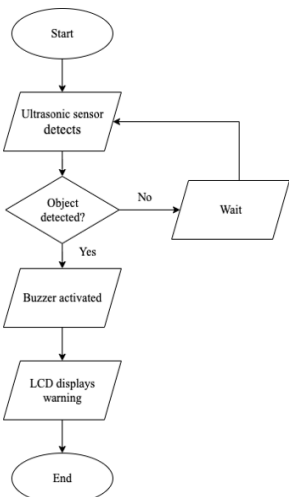 Start
Ultrasonic sensor
detects
Object
detected?
No
Wait
Yes
Buzzer activated
LCD displays
warning
End